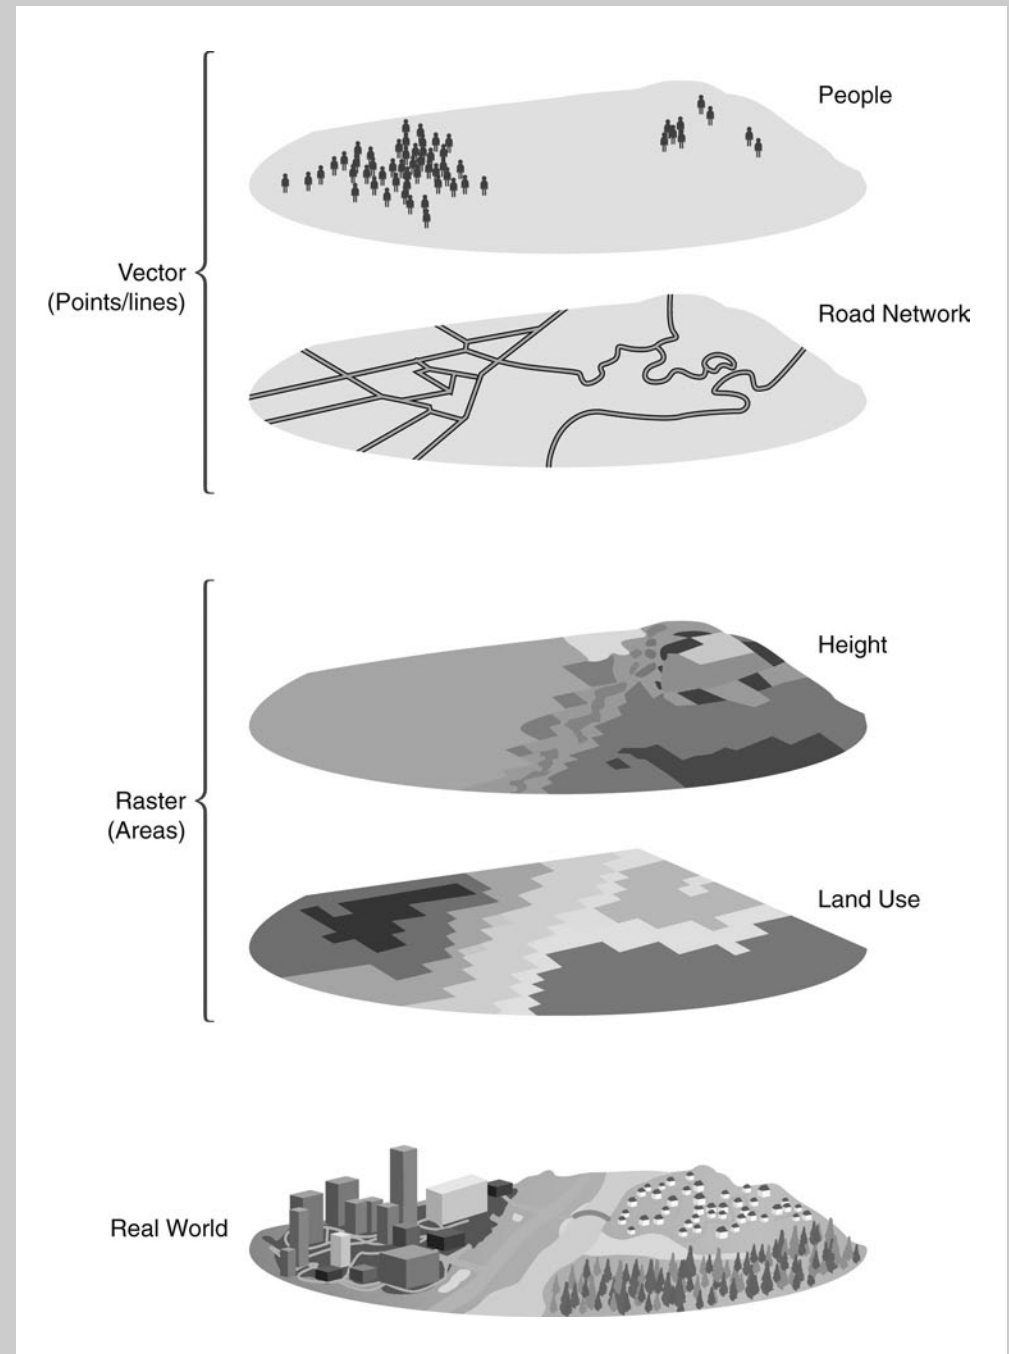 People
Vector
(Points/lines)
Road Network
Height
Raster
(Areas)
Land Use
Real World